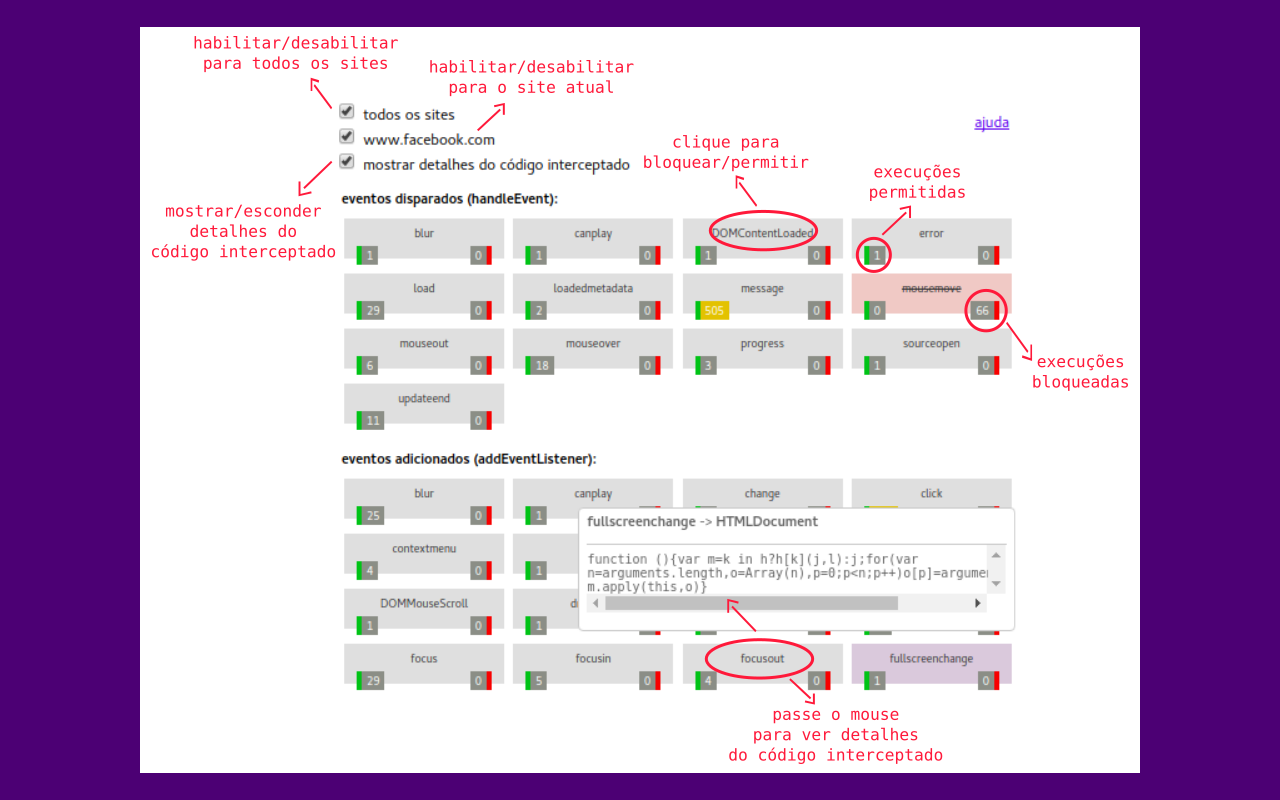 habilitar/desabilitar
para todos os sites
habilitar/desabilitar
para o site atual
todos os sites
www.facebook.com
mostrar detalhes do código interceptado
ajuda
clique para
bloquear/permitir
execuções
permitidas
mostrar/esconder
detalhes do
código interceptado
eventos disparados (handleEvent):
blur
1 0
canplay
1 0
DOMContentLoaded
1 0
error
1 0
load
29 0
loadedmetadata
2 0
message
505 0
mousemove
0 66
mouseout
6 0
mouseover
18 0
progress
3 0
sourceopen
1 0
execuções
bloqueadas
updateend
11 0
eventos adicionados (addEventListener):
blur
25 0
canplay
1
change
click
fullscreenchange -> HTMLDocument
function (){var m=k in h?h[k](j,l):j;for(var
n=arguments.length,o=Array(n),p=0;p<n;p++)o[p]=argume
m.apply(this,o)}
contextmenu
4 0
1
DOMMouseScroll
1 0
1
focus
29 0
focusin
5 0
focusout
4 0
fullscreenchange
1 0
passe o mouse
para ver detalhes
do código interceptado